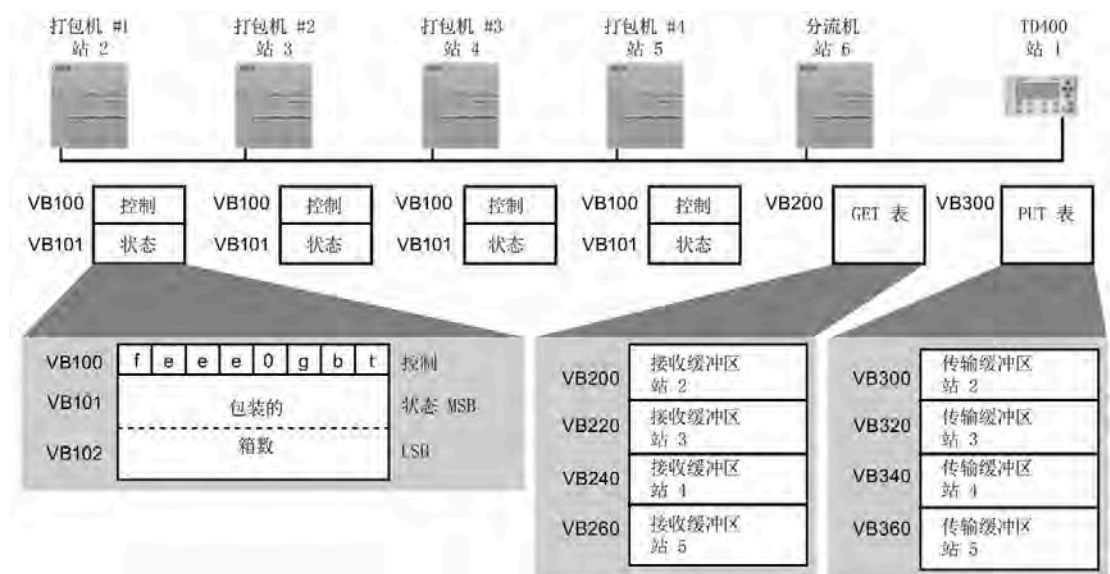 打包机 #1
站 2
打包机 #2
站 3
打包机 #3
站 4
打包机 #4
站 5
分流机
站 6
TD400
站 1
VB100 控制
VB101 状态
VB100 控制
VB101 状态
VB100 控制
VB101 状态
VB100 控制
VB101 状态
VB200 GET 表
VB300 PUT 表
VB100 f e e e 0 g b t 控制
VB101 包装的 状态 MSB
VB102 箱数 LSB
VB200 接收缓冲区
站 2
VB220 接收缓冲区
站 3
VB240 接收缓冲区
站 4
VB260 接收缓冲区
站 5
VB300 传输缓冲区
站 2
VB320 传输缓冲区
站 3
VB340 传输缓冲区
站 4
VB360 传输缓冲区
站 5